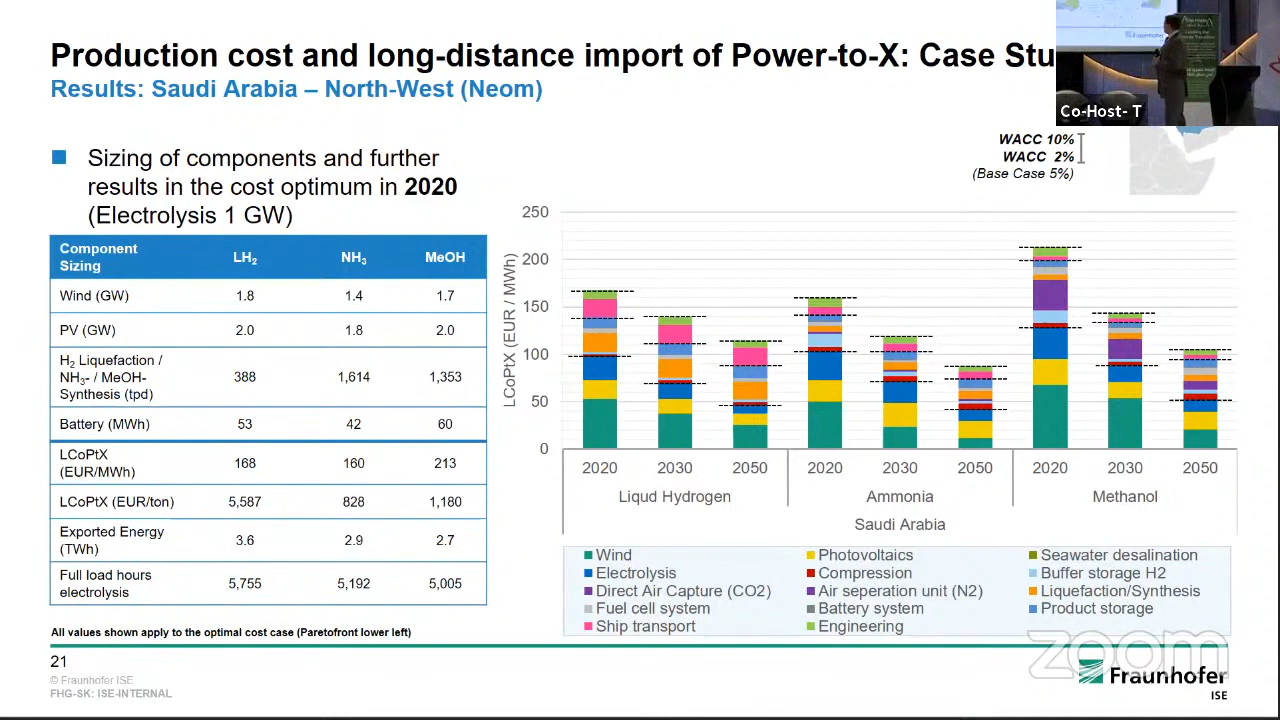 Production cost and long-distance import of Power-to-X: Case Stu
Results: Saudi Arabia – North-West (Neom)
Co-Host- T
Sizing of components and further
results in the cost optimum in 2020
(Electrolysis 1 GW)
Component Sizing LH2 NH3 MeOH
Wind (GW) 1.8 1.4 1.7
PV (GW) 2.0 1.8 2.0
H2 Liquefaction / NH3- / MeOH-Synthesis (tpd) 388 1,614 1,353
Battery (MWh) 53 42 60
LCoPtX (EUR/MWh) 168 160 213
LCoPtX (EUR/ton) 5,587 828 1,180
Exported Energy (TWh) 3.6 2.9 2.7
Full load hours electrolysis 5,755 5,192 5,005
All values shown apply to the optimal cost case (Paretofront lower left)
WACC 10%
WACC 2%
(Base Case 5%)
LCoPtX (EUR / MWh)
250
200
150
100
50
0
2020 2030 2050 2020 2030 2050 2020 2030 2050
Liqud Hydrogen Ammonia Methanol
Saudi Arabia
Wind Photovoltaics Seawater desalination
Electrolysis Compression Buffer storage H2
Direct Air Capture (CO2) Air seperation unit (N2) Liquefaction/Synthesis
Fuel cell system Battery system Product storage
Ship transport Engineering
21
© Fraunhofer ISE
FHG-SK: ISE-INTERNAL
zoom
Fraunhofer
ISE